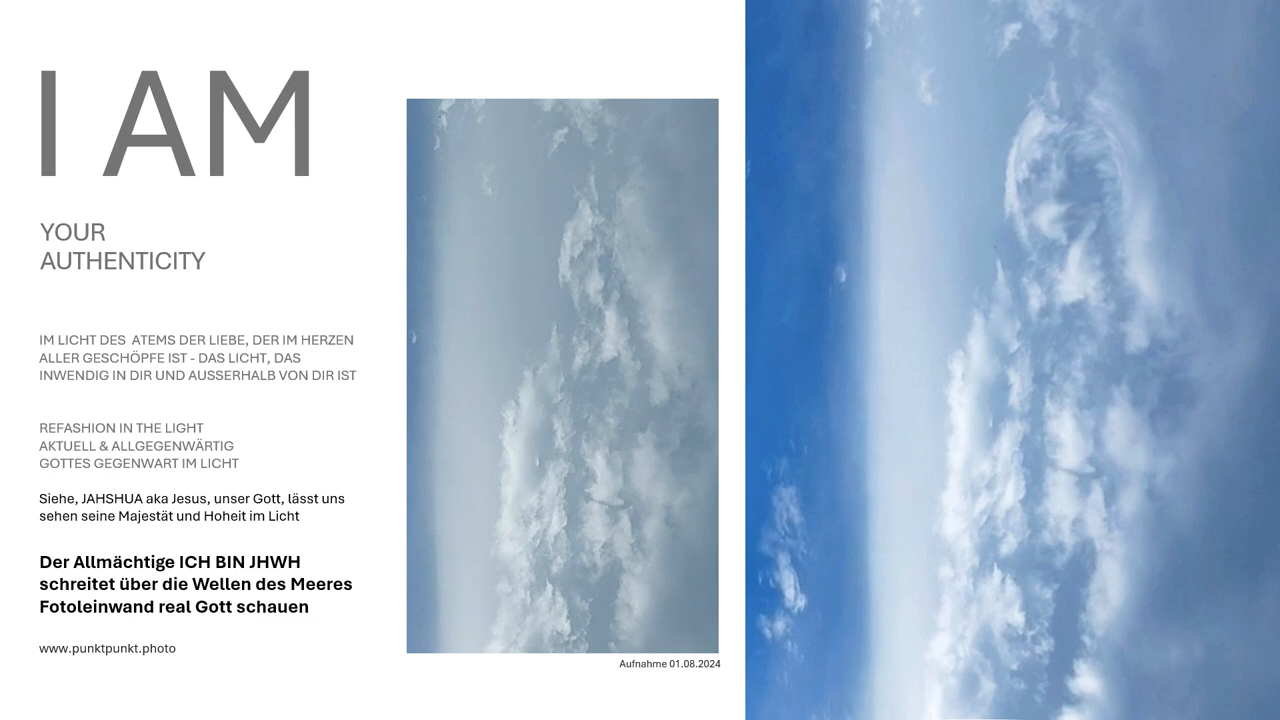 I AM
YOUR
AUTHENTICITY
IM LICHT DES  ATEMS DER LIEBE, DER IM HERZEN
ALLER GESCHÖPFE IST - DAS LICHT, DAS
INWENDIG IN DIR UND AUSSERHALB VON DIR IST
REFASHION IN THE LIGHT
AKTUELL & ALLGEGENWÄRTIG
GOTTES GEGENWART IM LICHT
Siehe, JAHSHUA aka Jesus, unser Gott, lässt uns
sehen seine Majestät und Hoheit im Licht
Der Allmächtige ICH BIN JHWH
schreitet über die Wellen des Meeres
Fotoleinwand real Gott schauen
www.punktpunkt.photo
Aufnahme 01.08.2024